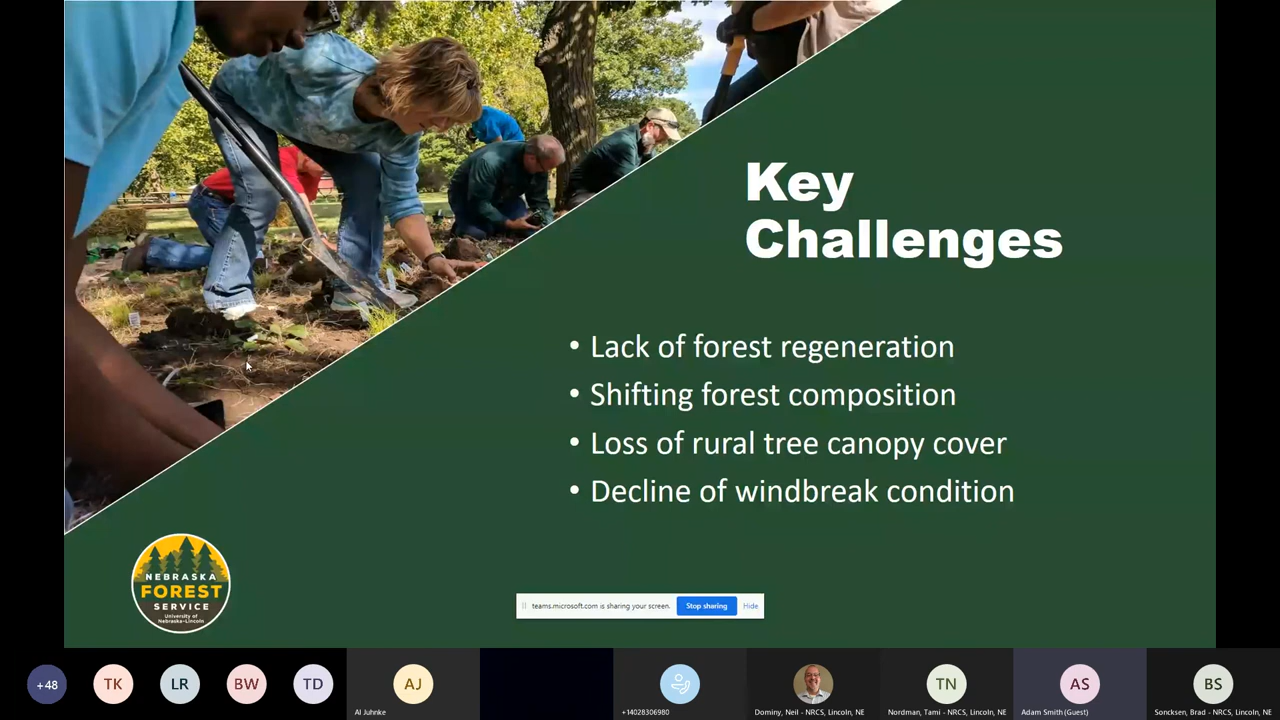 Key
Challenges
• Lack of forest regeneration
• Shifting forest composition
• Loss of rural tree canopy cover
• Decline of windbreak condition
NEBRASKA
FOREST
SERVICE
University of
Nebraska–Lincoln
teams.microsoft.com is sharing your screen.
Stop sharing
Hide
+48
TK
LR
BW
TD
AJ
Al Juhnke
+14028306980
Dominy, Neil - NRCS, Lincoln, NE
TN
Nordman, Tami - NRCS, Lincoln, NE
AS
Adam Smith (Guest)
BS
Soncksen, Brad - NRCS, Lincoln, NE